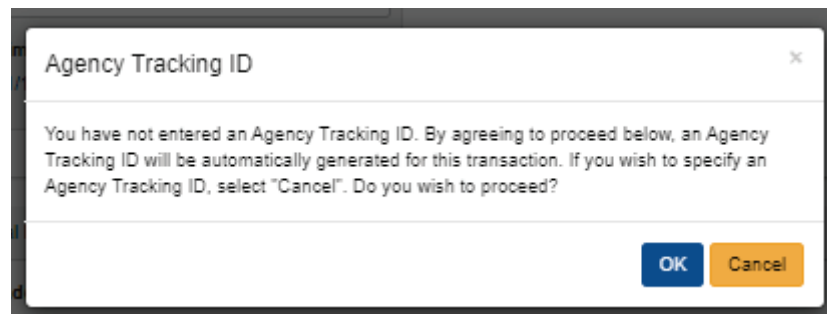 Agency Tracking ID
×
You have not entered an Agency Tracking ID. By agreeing to proceed below, an Agency
Tracking ID will be automatically generated for this transaction. If you wish to specify an
Agency Tracking ID, select "Cancel". Do you wish to proceed?
OK Cancel